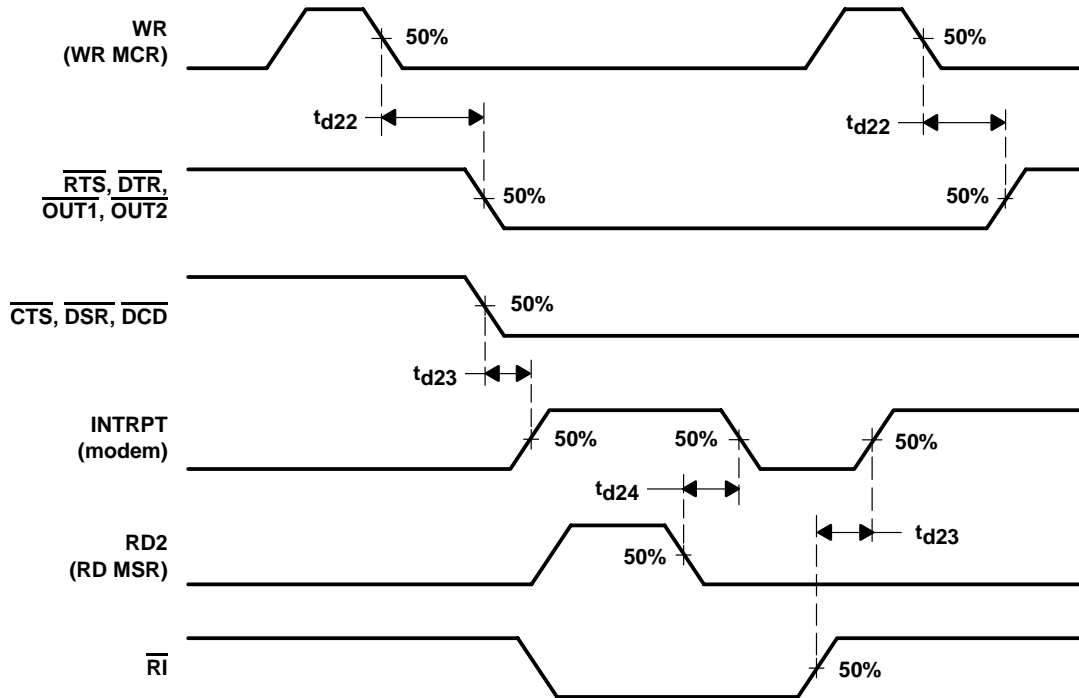 WR
(WR MCR)
50%
50%
td22
td22
RTS, DTR,
OUT1, OUT2
50%
50%
CTS, DSR, DCD
50%
td23
INTRPT
(modem)
50%
50%
50%
td24
td23
RD2
(RD MSR)
50%
RI
50%